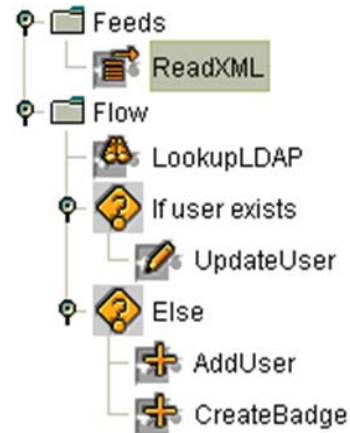 Feeds
ReadXML
Flow
LookupLDAP
If user exists
UpdateUser
Else
AddUser
CreateBadge